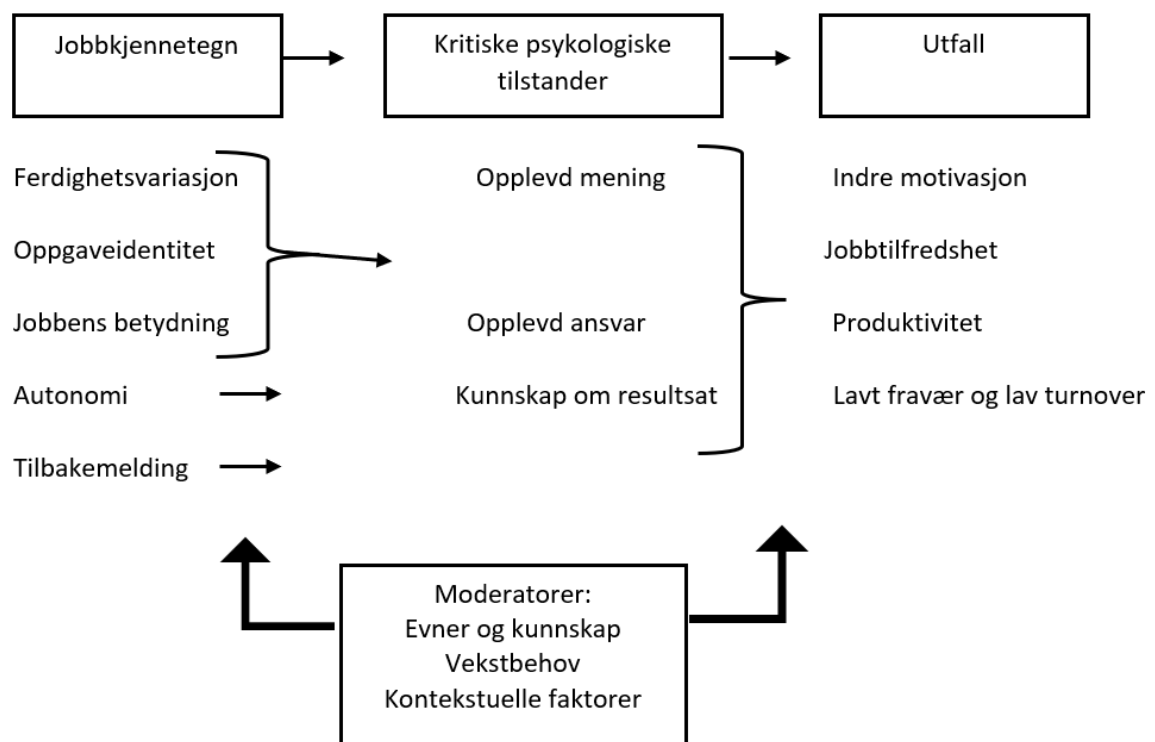 Jobbkjennetegn
Kritiske psykologiske
tilstander
Utfall
Ferdighetsvariasjon
Opplevd mening
Indre motivasjon
Oppgaveidentitet
Jobbtilfredshet
Jobbens betydning
Opplevd ansvar
Produktivitet
Autonomi
Kunnskap om resultsat
Lavt fravær og lav turnover
Tilbakemelding
Moderatorer:
Evner og kunnskap
Vekstbehov
Kontekstuelle faktorer